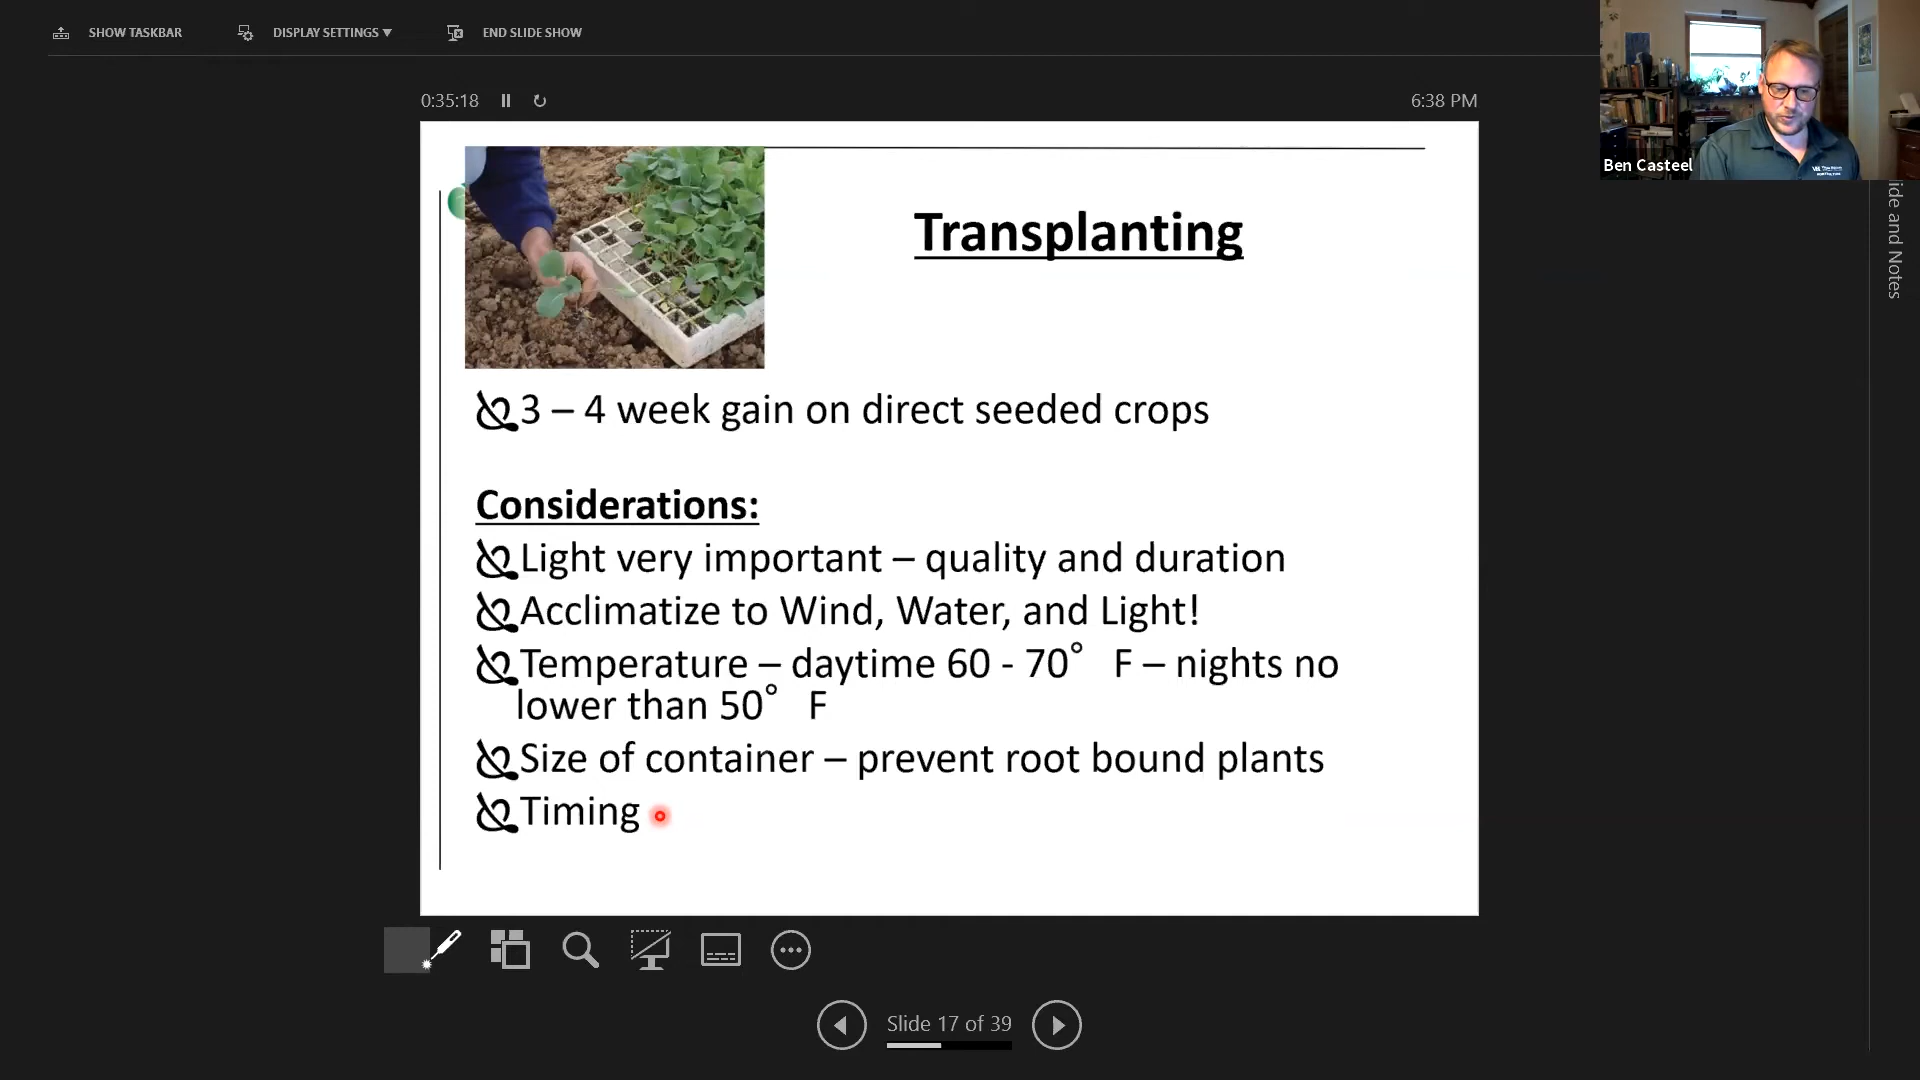 SHOW TASKBAR
DISPLAY SETTINGS ▼
END SLIDE SHOW
0:35:18
6:38 PM
Ben Casteel
Transplanting
3 – 4 week gain on direct seeded crops
Considerations:
Light very important – quality and duration
Acclimatize to Wind, Water, and Light!
Temperature – daytime 60 - 70° F – nights no
lower than 50° F
Size of container – prevent root bound plants
Timing
Slide 17 of 39
and Notes